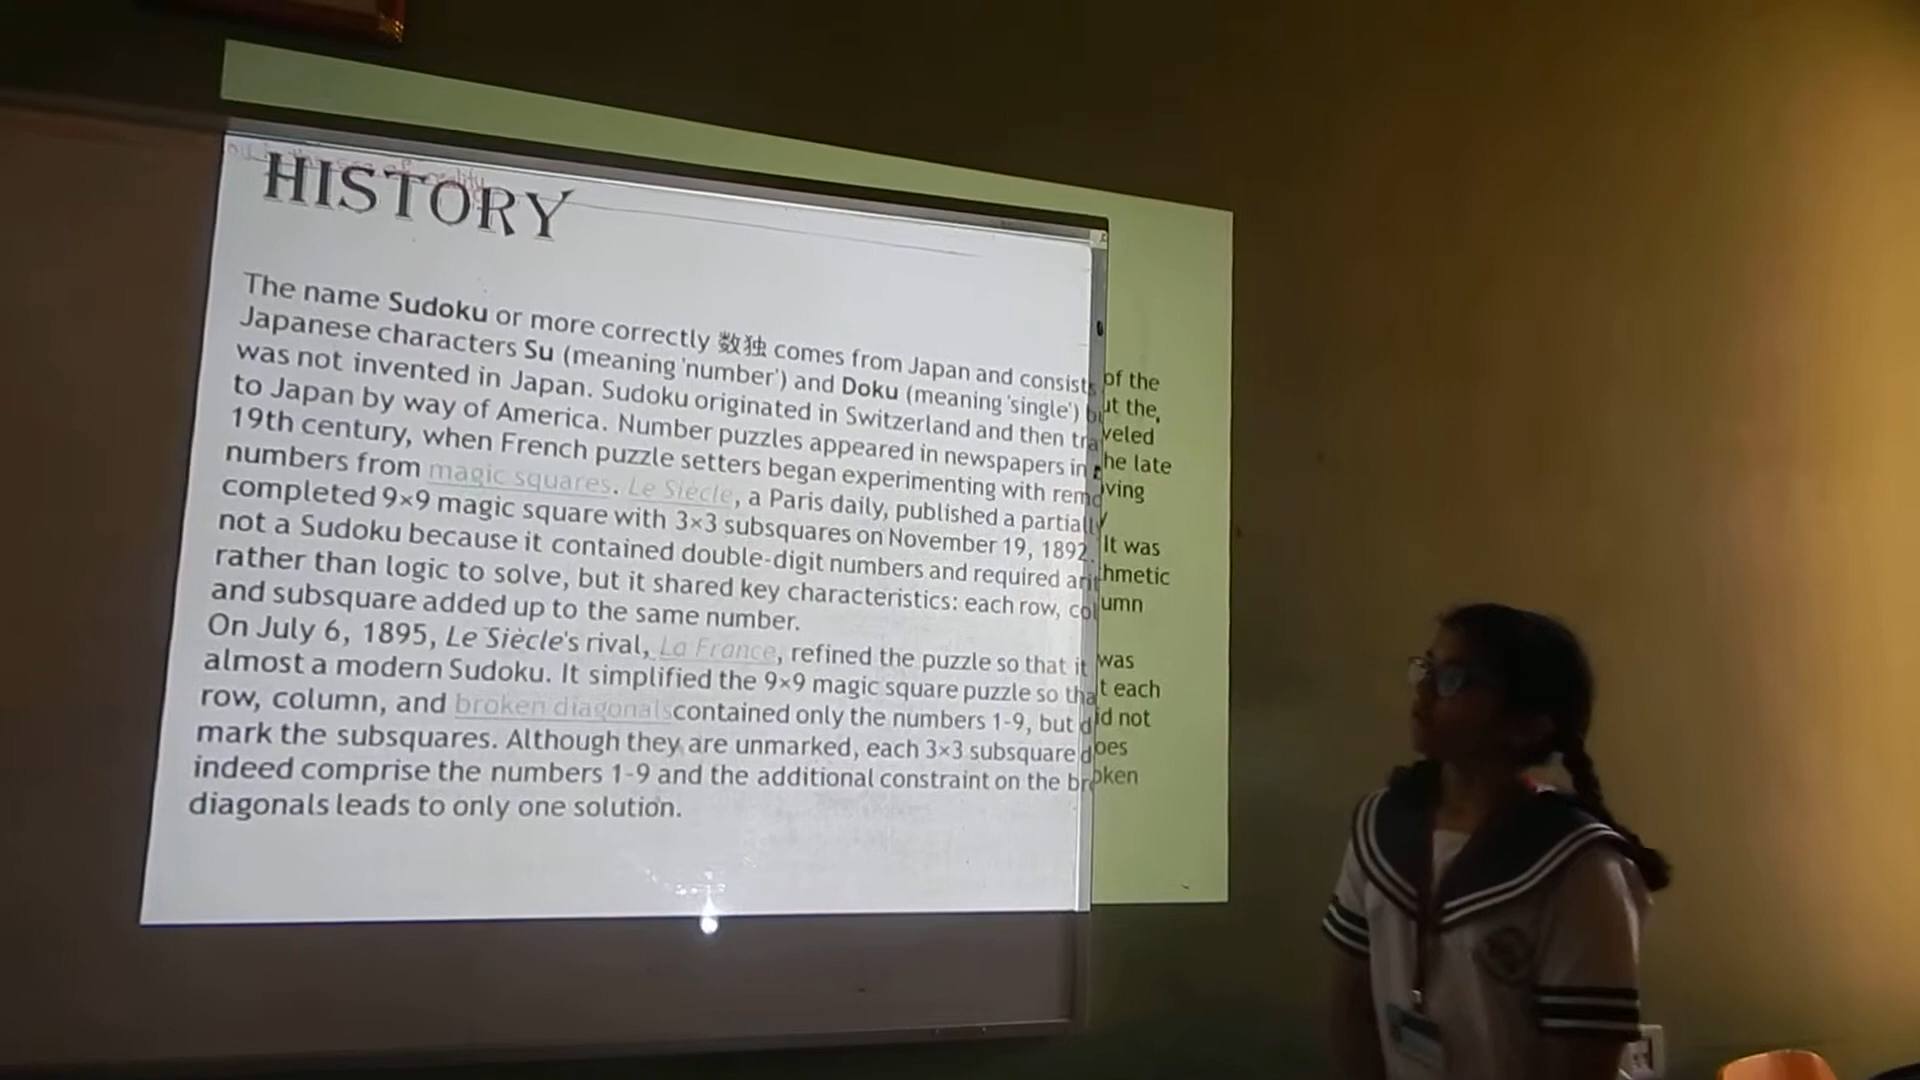 HISTORY
The name Sudoku or more correctly 数独 comes from Japan and consists of the
Japanese characters Su (meaning 'number') and Doku (meaning 'single') but the,
was not invented in Japan. Sudoku originated in Switzerland and then traveled
to Japan by way of America. Number puzzles appeared in newspapers in the late
19th century, when French puzzle setters began experimenting with removing
numbers from magic squares. Le Siècle, a Paris daily, published a partially
completed 9×9 magic square with 3×3 subsquares on November 19, 1892. It was
not a Sudoku because it contained double-digit numbers and required arithmetic
rather than logic to solve, but it shared key characteristics: each row, column
and subsquare added up to the same number.
On July 6, 1895, Le Siècle's rival, La France, refined the puzzle so that it was
almost a modern Sudoku. It simplified the 9×9 magic square puzzle so that each
row, column, and broken diagonalscontained only the numbers 1-9, but did not
mark the subsquares. Although they are unmarked, each 3×3 subsquare does
indeed comprise the numbers 1-9 and the additional constraint on the broken
diagonals leads to only one solution.